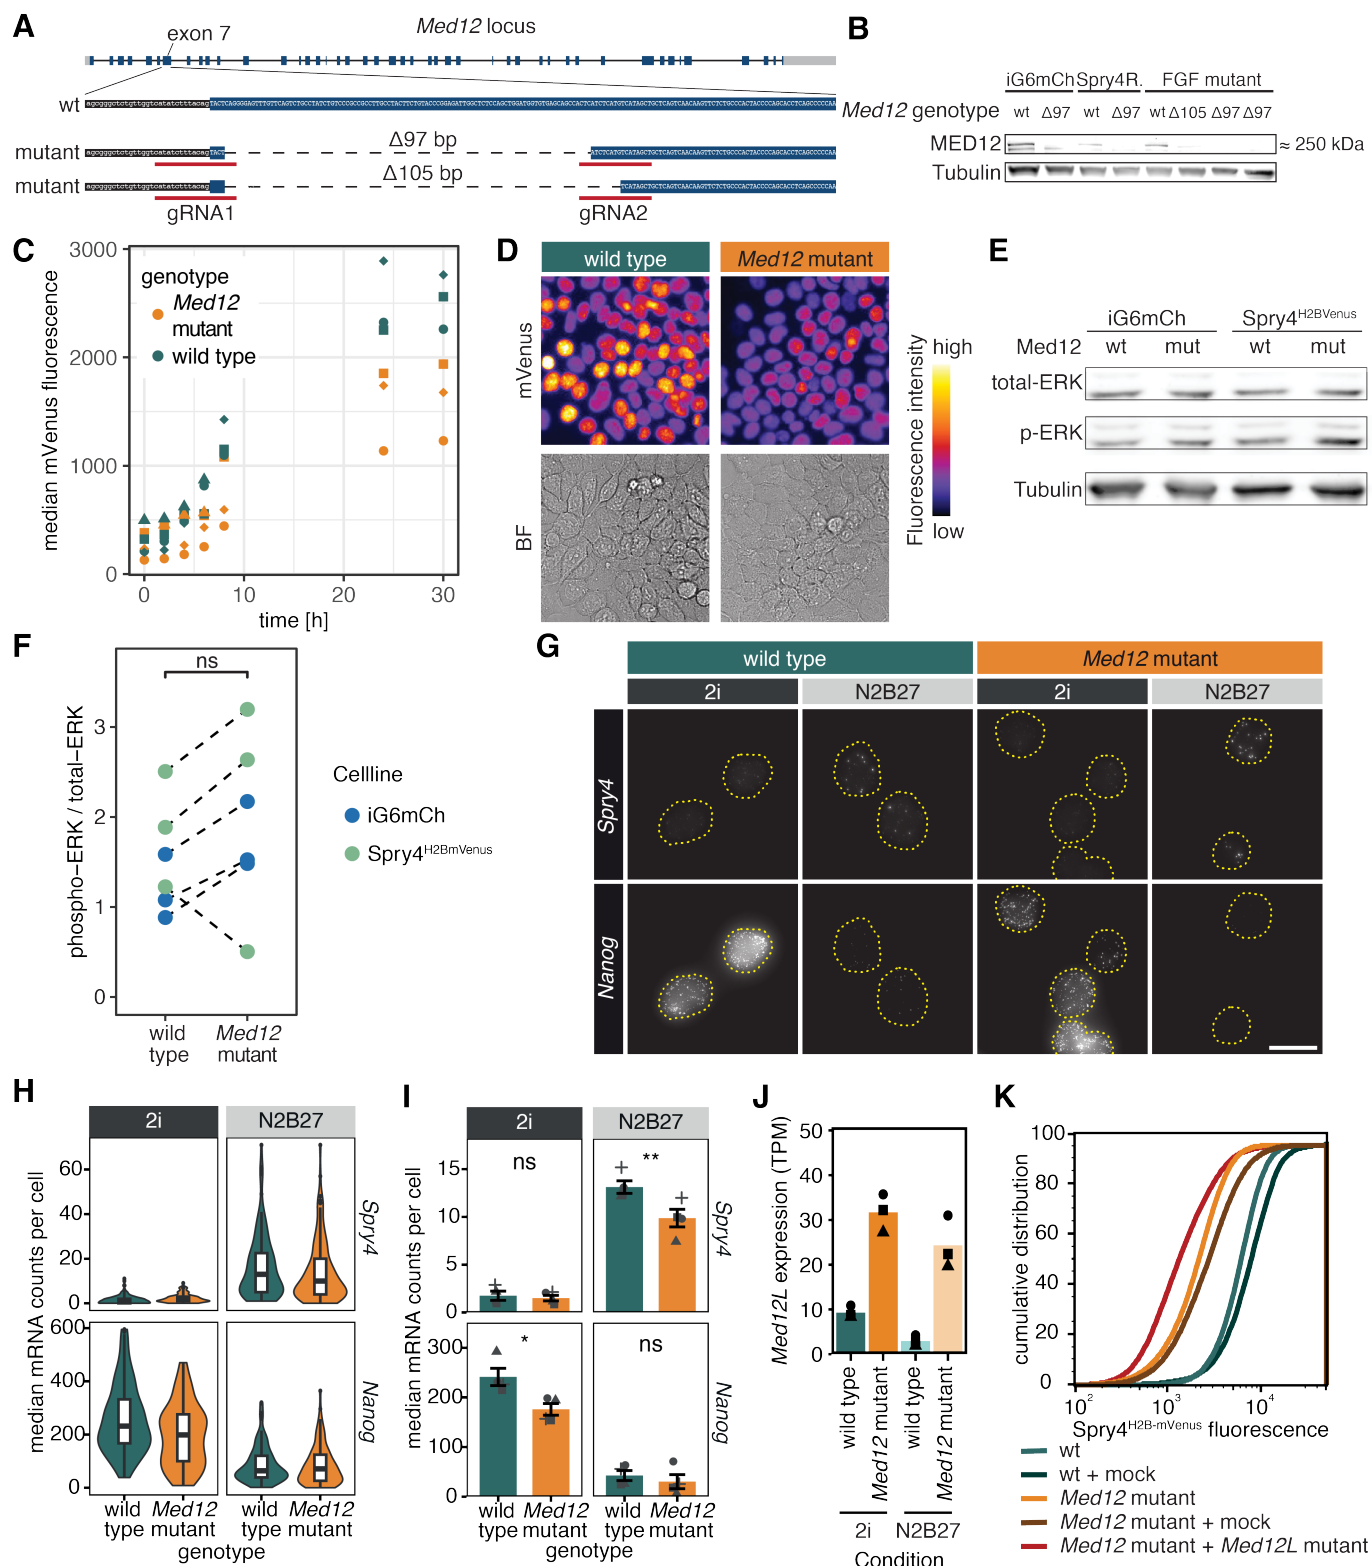 A
Med12 locus
exon 7
wt
agcgggctctgttggtcatatctttacag
mutant
agcgggctctgttggtcatatctttacag TACT
Δ97 bp
mutant
agcgggctctgttggtcatatctttacag
Δ105 bp
gRNA1
gRNA2
B
iG6mCh Spry4R. FGF mutant
Med12 genotype wt Δ97 wt Δ97 wt Δ105 Δ97 Δ97
MED12 ≈ 250 kDa
Tubulin
C
median mVenus fluorescence
3000
2000
1000
0
genotype
Med12
mutant
wild type
0 10 20 30
time [h]
D
wild type
Med12 mutant
mVenus
BF
Fluorescence intensity
high
low
E
iG6mCh Spry4H2BVenus
Med12 wt mut wt mut
total-ERK
p-ERK
Tubulin
F
phospho−ERK / total−ERK
ns
3
2
1
0
wild
type
Med12
mutant
Cellline
iG6mCh
Spry4H2BmVenus
G
wild type
Med12 mutant
2i N2B27 2i N2B27
Spry4
Nanog
H
2i N2B27
median mRNA counts per cell
60
40
20
0
Spry4
600
400
200
0
Nanog
wild
type
Med12
mutant
wild
type
Med12
mutant
genotype
I
2i N2B27
median mRNA counts per cell
ns
**
15
10
5
0
Spry4
*
ns
300
200
100
0
Nanog
wild
type
Med12
mutant
wild
type
Med12
mutant
genotype
J
Med12L expression (TPM)
50
40
30
20
10
0
wild type
Med12 mutant
wild type
Med12 mutant
2i N2B27
Condition
K
cumulative distribution
100
80
60
40
20
0
10² 10³ 10⁴
Spry4H2B-mVenus fluorescence
wt
wt + mock
Med12 mutant
Med12 mutant + mock
Med12 mutant + Med12L mutant